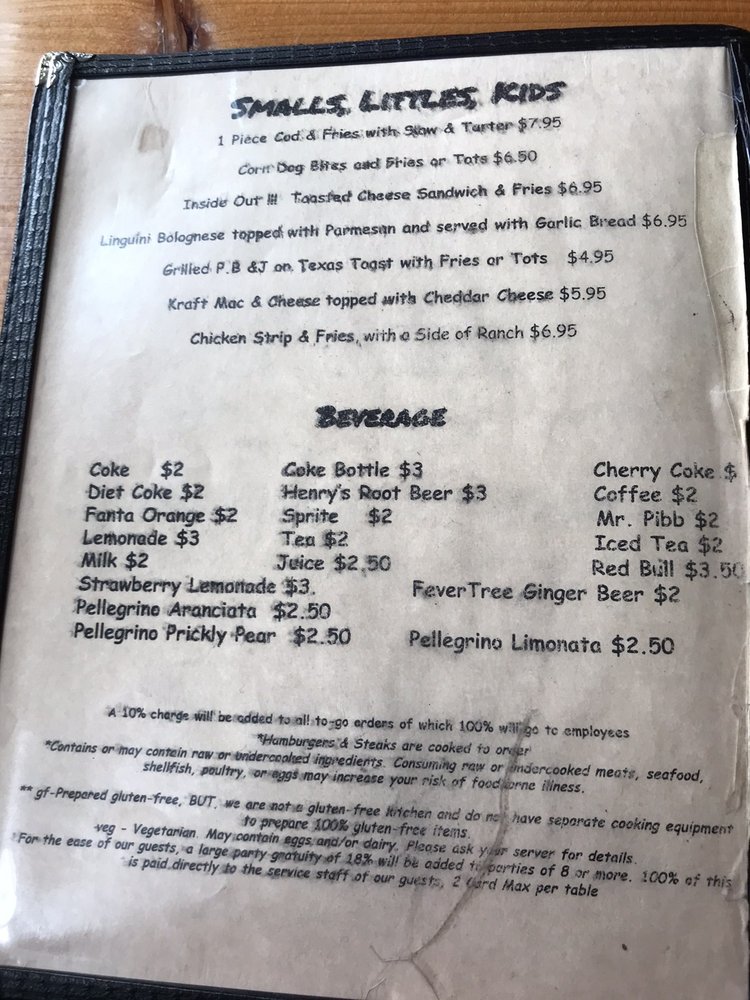 SMALLS, LITTLES, KIDS
1 Piece Cod & Fries with Slaw & Tarter $7.95
Corn Dog Bites and Fries or Tots $6.50
Inside Out !!! Toasted Cheese Sandwich & Fries $6.95
Linguini Bolognese topped with Parmesan and served with Garlic Bread $6.95
Grilled P.B &J on Texas Toast with Fries or Tots $4.95
Kraft Mac & Cheese topped with Cheddar Cheese $5.95
Chicken Strip & Fries, with a Side of Ranch $6.95
BEVERAGE
Coke $2 Coke Bottle $3 Cherry Coke $
Diet Coke $2 Henry's Root Beer $3 Coffee $2
Fanta Orange $2 Sprite $2 Mr. Pibb $2
Lemonade $3 Tea $2 Iced Tea $2
Milk $2 Juice $2.50 Red Bull $3.50
Strawberry Lemonade $3. FeverTree Ginger Beer $2
Pellegrino Aranciata $2.50
Pellegrino Prickly Pear $2.50 Pellegrino Limonata $2.50
A 10% charge will be added to all to-go orders of which 100% will go to employees
*Hamburgers & Steaks are cooked to order
*Contains or may contain raw or undercooked ingredients. Consuming raw or undercooked meats, seafood,
shellfish, poultry, or eggs may increase your risk of foodborne illness.
** gf-Prepared gluten-free, BUT, we are not a gluten-free kitchen and do not have separate cooking equipment
to prepare 100% gluten-free items.
veg - Vegetarian. May contain eggs and/or dairy. Please ask your server for details.
*For the ease of our guests, a large party gratuity of 18% will be added to parties of 8 or more. 100% of this
is paid directly to the service staff of our guests, 2 Card Max per table